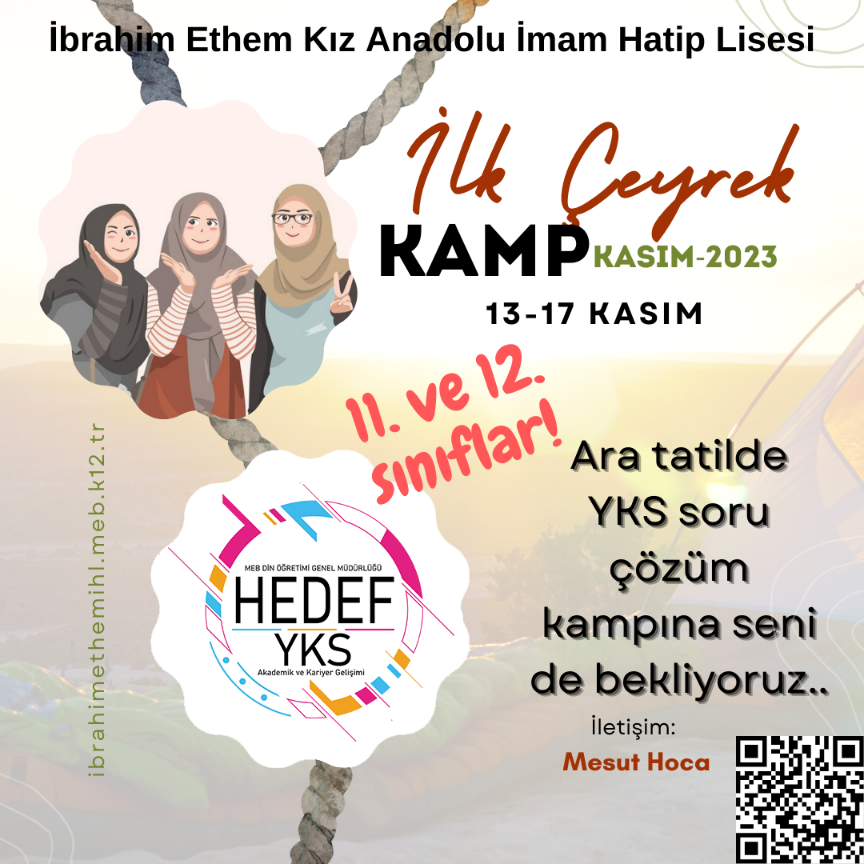 İbrahim Ethem Kız Anadolu İmam Hatip Lisesi
İlk Çeyrek
KAMP KASIM-2023
13-17 KASIM
11. ve 12.
sınıflar!
ibrahimethemihl.meb.k12.tr
MEB DİN ÖĞRETİMİ GENEL MÜDÜRLÜĞÜ
HEDEF
YKS
Akademik ve Kariyer Gelişimi
Ara tatilde
YKS soru
çözüm
kampına seni
de bekliyoruz..
İletişim:
Mesut Hoca